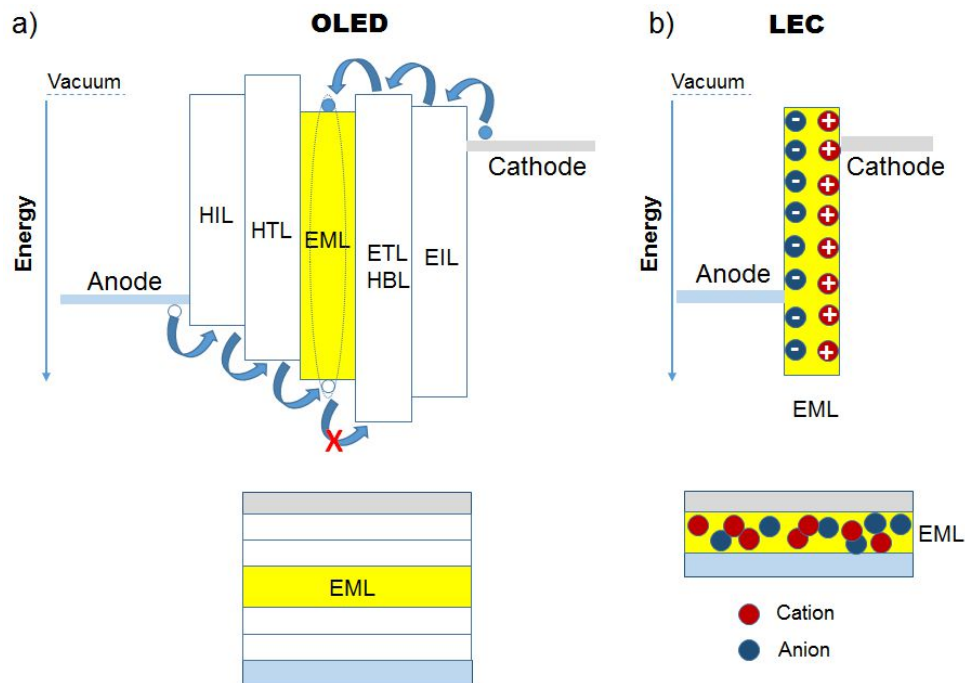 a)
OLED
Vacuum
Energy
Anode
HIL
HTL
EML
ETL
HBL
EIL
Cathode
X
EML
b)
LEC
Vacuum
Energy
Anode
- +
- +
- +
- +
- +
- +
- +
- +
Cathode
EML
EML
Cation
Anion